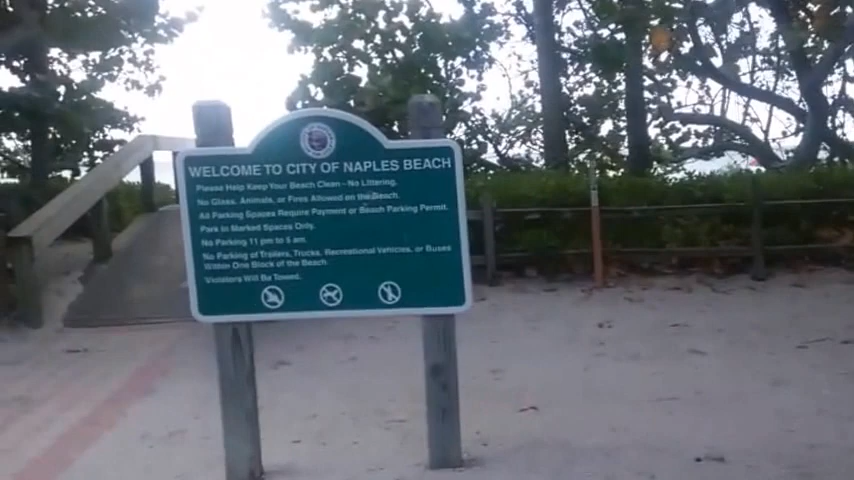 WELCOME TO CITY OF NAPLES BEACH
Please Help Keep Your Beach Clean - No Littering.
No Glass, Animals, or Fires Allowed on the Beach.
All Parking Spaces Require Payment or Beach Parking Permit.
Park in Marked Spaces Only.
No Parking 11 pm to 5 am.
No Parking of Trailers, Trucks, Recreational Vehicles, or Buses
Within One Block of the Beach.
Violators Will Be Towed.